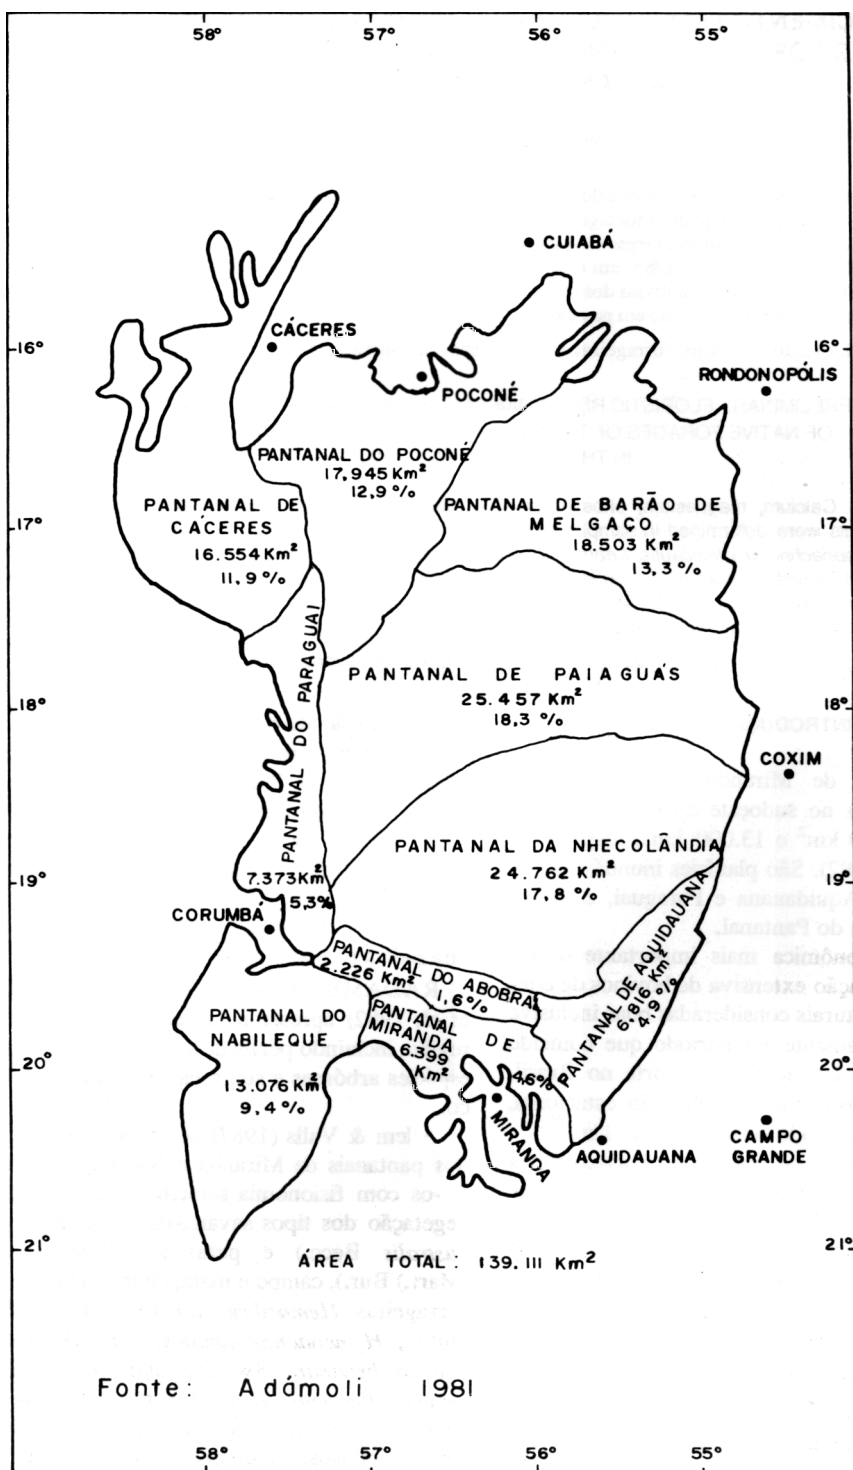 58°
57°
56°
55°
CUIABÁ
CÁCERES
16°
16°
POCONÉ
RONDONOPÓLIS
PANTANAL DO POCONÉ
17,945 Km²
12,9 %
PANTANAL DE
CÁCERES
16.554 Km²
11,9 %
PANTANAL DE BARÃO DE
MELGAÇO
18.503 Km²
13,3 %
17°
17°
PANTANAL DO PARAGUAI
7.373 Km²
5,3%
PANTANAL DE PAIAGUÁS
25.457 Km²
18,3 %
18°
18°
COXIM
PANTANAL DA NHECOLÂNDIA
24.762 Km²
17,8 %
19°
19°
CORUMBÁ
PANTANAL DO ABOBRAL
2.226 Km² 1,6%
PANTANAL DE AQUIDAUANA
6.816 Km²
4,9%
PANTANAL DE
MIRANDA
6.399
Km²
4,6%
PANTANAL DO
NABILEQUE
13.076 Km²
9,4 %
20°
20°
MIRANDA
AQUIDAUANA
CAMPO
GRANDE
21°
21°
ÁREA TOTAL: 139.111 Km²
Fonte: Adámoli 1981
58°
57°
56°
55°